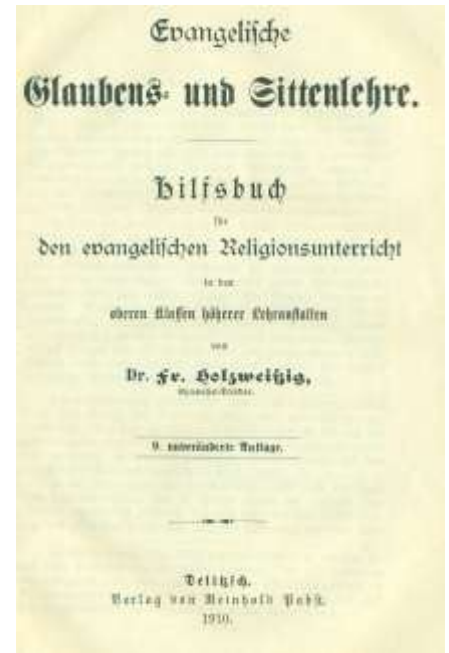 Evangelische
Glaubens- und Sittenlehre.
Hilfsbuch
für
den evangelischen Religionsunterricht
in den
oberen Klassen höherer Lehranstalten
von
Dr. Fr. Holzweißig,
9. unveränderte Auflage.
Delitzsch.
Verlag von Reinhold Pabst.
1910.